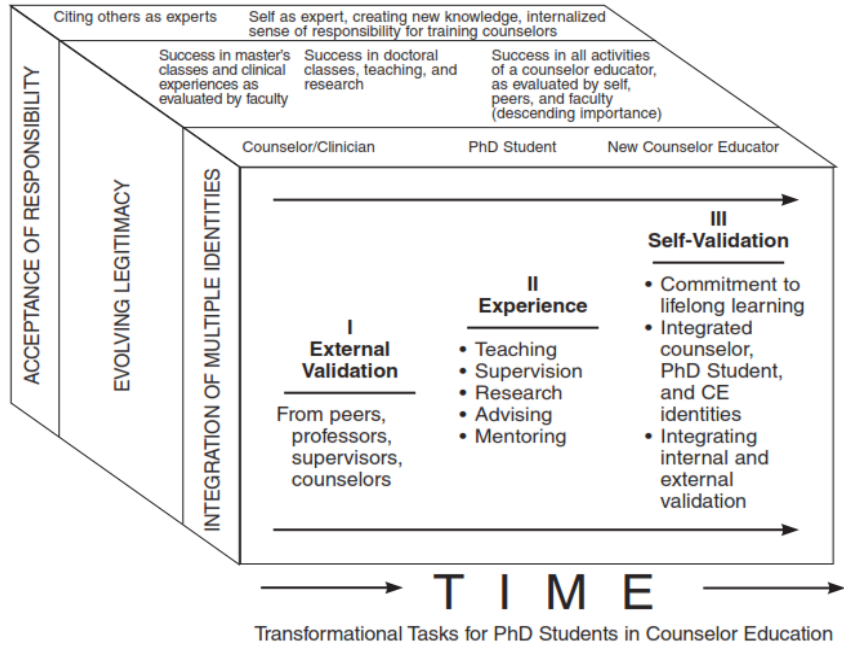 Citing others as experts
Self as expert, creating new knowledge, internalized
sense of responsibility for training counselors
Success in master's
classes and clinical
experiences as
evaluated by faculty
Success in doctoral
classes, teaching, and
research
Success in all activities
of a counselor educator,
as evaluated by self,
peers, and faculty
(descending importance)
Counselor/Clinician
PhD Student
New Counselor Educator
ACCEPTANCE OF RESPONSIBILITY
EVOLVING LEGITIMACY
INTEGRATION OF MULTIPLE IDENTITIES
I
External
Validation
From peers,
professors,
supervisors,
counselors
II
Experience
• Teaching
• Supervision
• Research
• Advising
• Mentoring
III
Self-Validation
• Commitment to
lifelong learning
• Integrated
counselor,
PhD Student,
and CE
identities
• Integrating
internal and
external
validation
T I M E
Transformational Tasks for PhD Students in Counselor Education